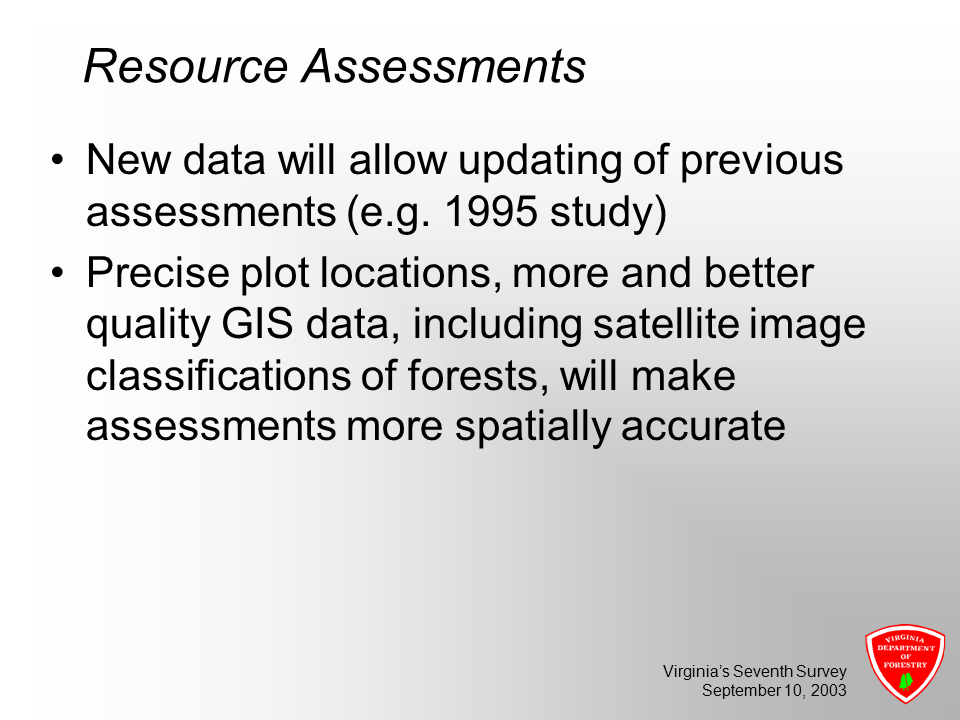 Resource Assessments
• New data will allow updating of previous
assessments (e.g. 1995 study)
• Precise plot locations, more and better
quality GIS data, including satellite image
classifications of forests, will make
assessments more spatially accurate
Virginia’s Seventh Survey
September 10, 2003
VIRGINIA
DEPARTMENT
OF
FORESTRY